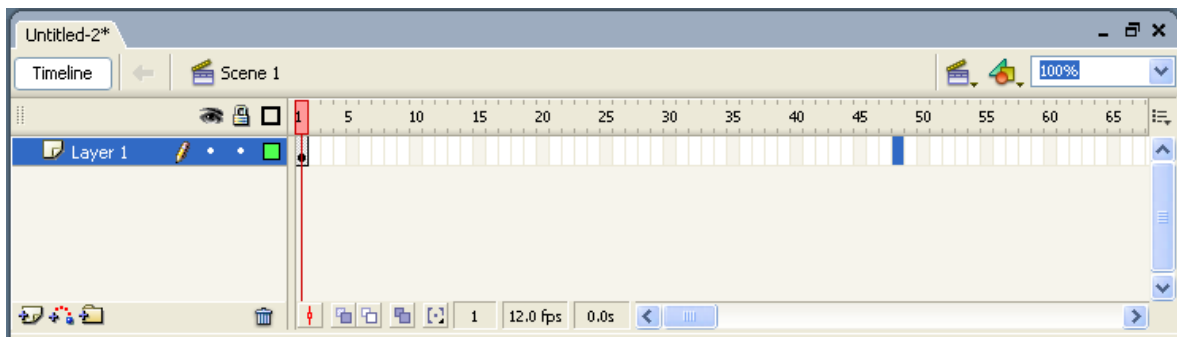 Untitled-2*
Timeline Scene 1 100%
1 5 10 15 20 25 30 35 40 45 50 55 60 65
Layer 1
1 12.0 fps 0.0s